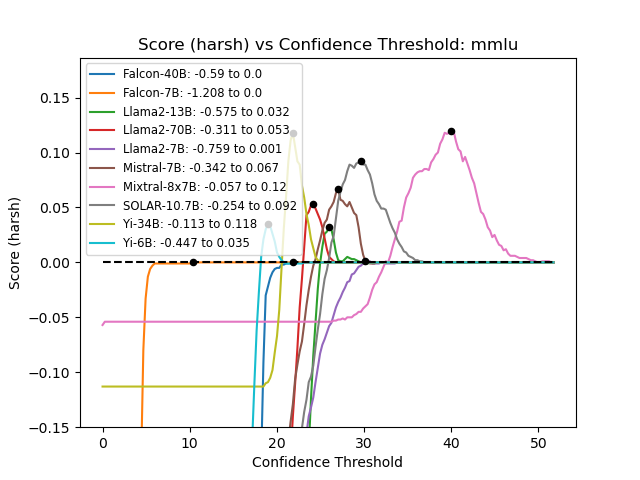 Score (harsh) vs Confidence Threshold: mmlu
Falcon-40B: -0.59 to 0.0
Falcon-7B: -1.208 to 0.0
Llama2-13B: -0.575 to 0.032
Llama2-70B: -0.311 to 0.053
Llama2-7B: -0.759 to 0.001
Mistral-7B: -0.342 to 0.067
Mixtral-8x7B: -0.057 to 0.12
SOLAR-10.7B: -0.254 to 0.092
Yi-34B: -0.113 to 0.118
Yi-6B: -0.447 to 0.035
Score (harsh)
0.15
0.10
0.05
0.00
−0.05
−0.10
−0.15
0 10 20 30 40 50
Confidence Threshold